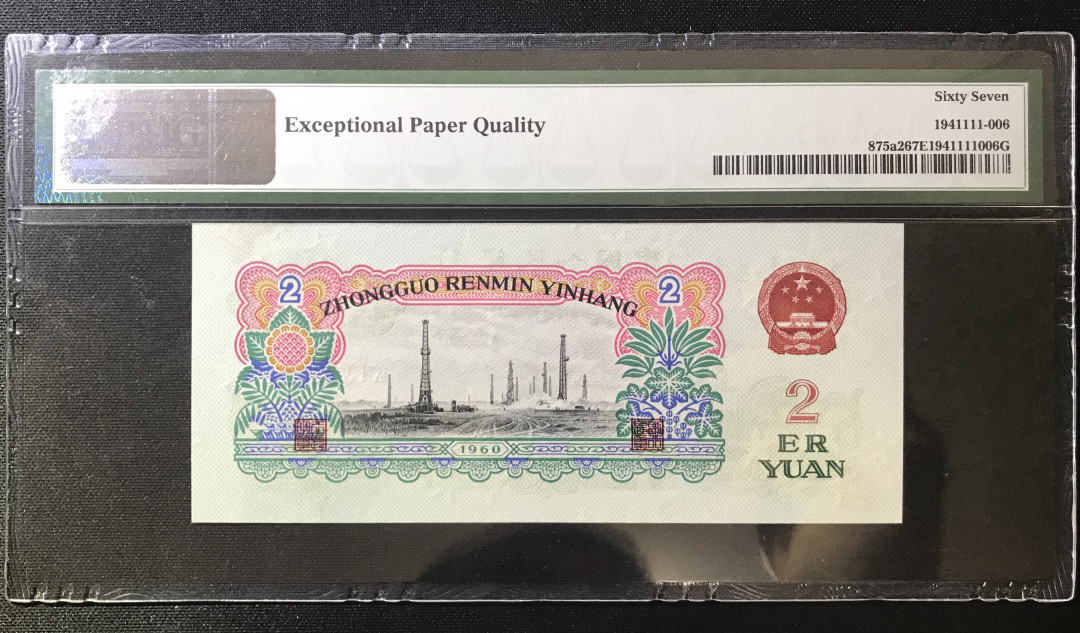 Exceptional Paper Quality
Sixty Seven
1941111-006
875a267E1941111006G
2
ZHONGGUO RENMIN YINHANG
2
1960
2
ER
YUAN